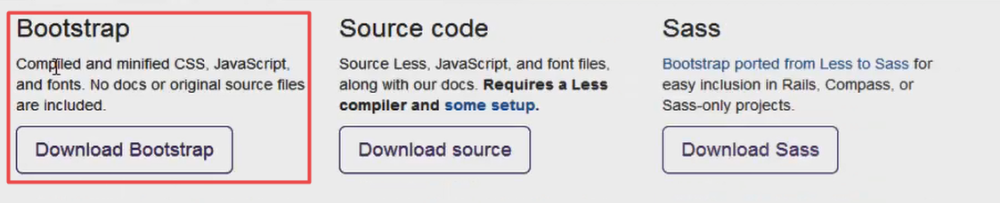 Bootstrap
Compiled and minified CSS, JavaScript,
and fonts. No docs or original source files
are included.
Download Bootstrap
Source code
Source Less, JavaScript, and font files,
along with our docs. Requires a Less
compiler and some setup.
Download source
Sass
Bootstrap ported from Less to Sass for
easy inclusion in Rails, Compass, or
Sass-only projects.
Download Sass